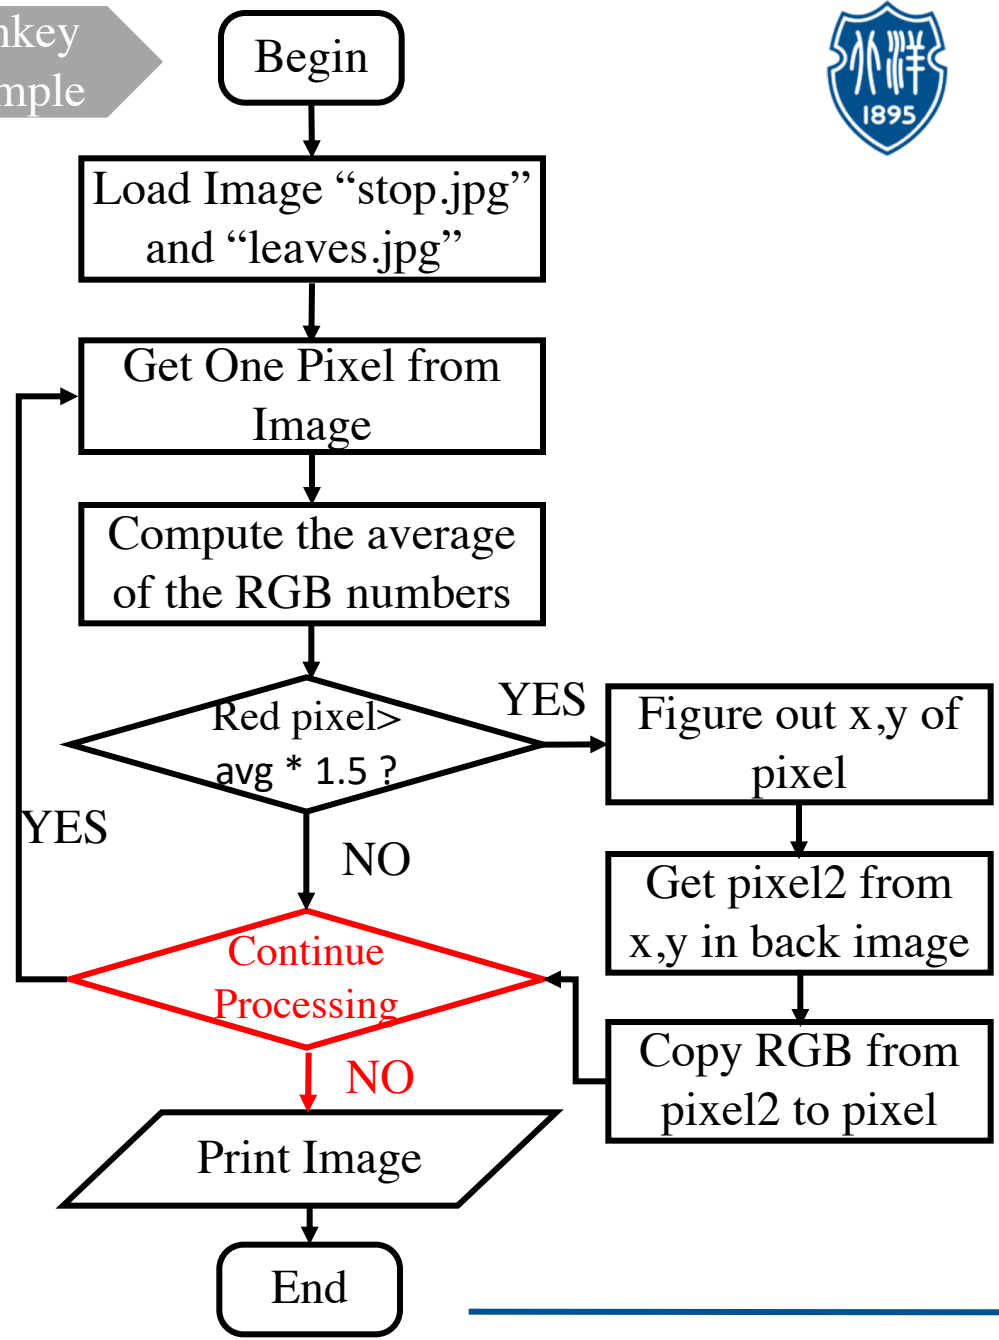 Begin
北洋
1895
Load Image “stop.jpg”
and “leaves.jpg”
Get One Pixel from
Image
Compute the average
of the RGB numbers
Red pixel>
avg * 1.5 ?
YES
Figure out x,y of
pixel
YES
NO
Get pixel2 from
x,y in back image
Continue
Processing
Copy RGB from
pixel2 to pixel
NO
Print Image
End